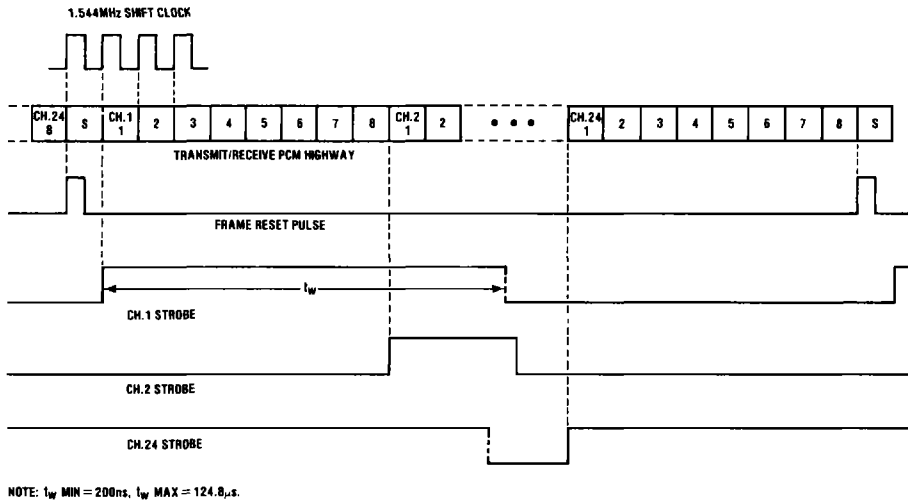 1.544MHz SHIFT CLOCK
CH.24 8 S CH.1 1 2 3 4 5 6 7 8 CH.2 1 2 • • • CH.24 1 2 3 4 5 6 7 8 S
TRANSMIT/RECEIVE PCM HIGHWAY
FRAME RESET PULSE
tw
CH.1 STROBE
CH.2 STROBE
CH.24 STROBE
NOTE: tw MIN = 200ns, tw MAX = 124.8µs.